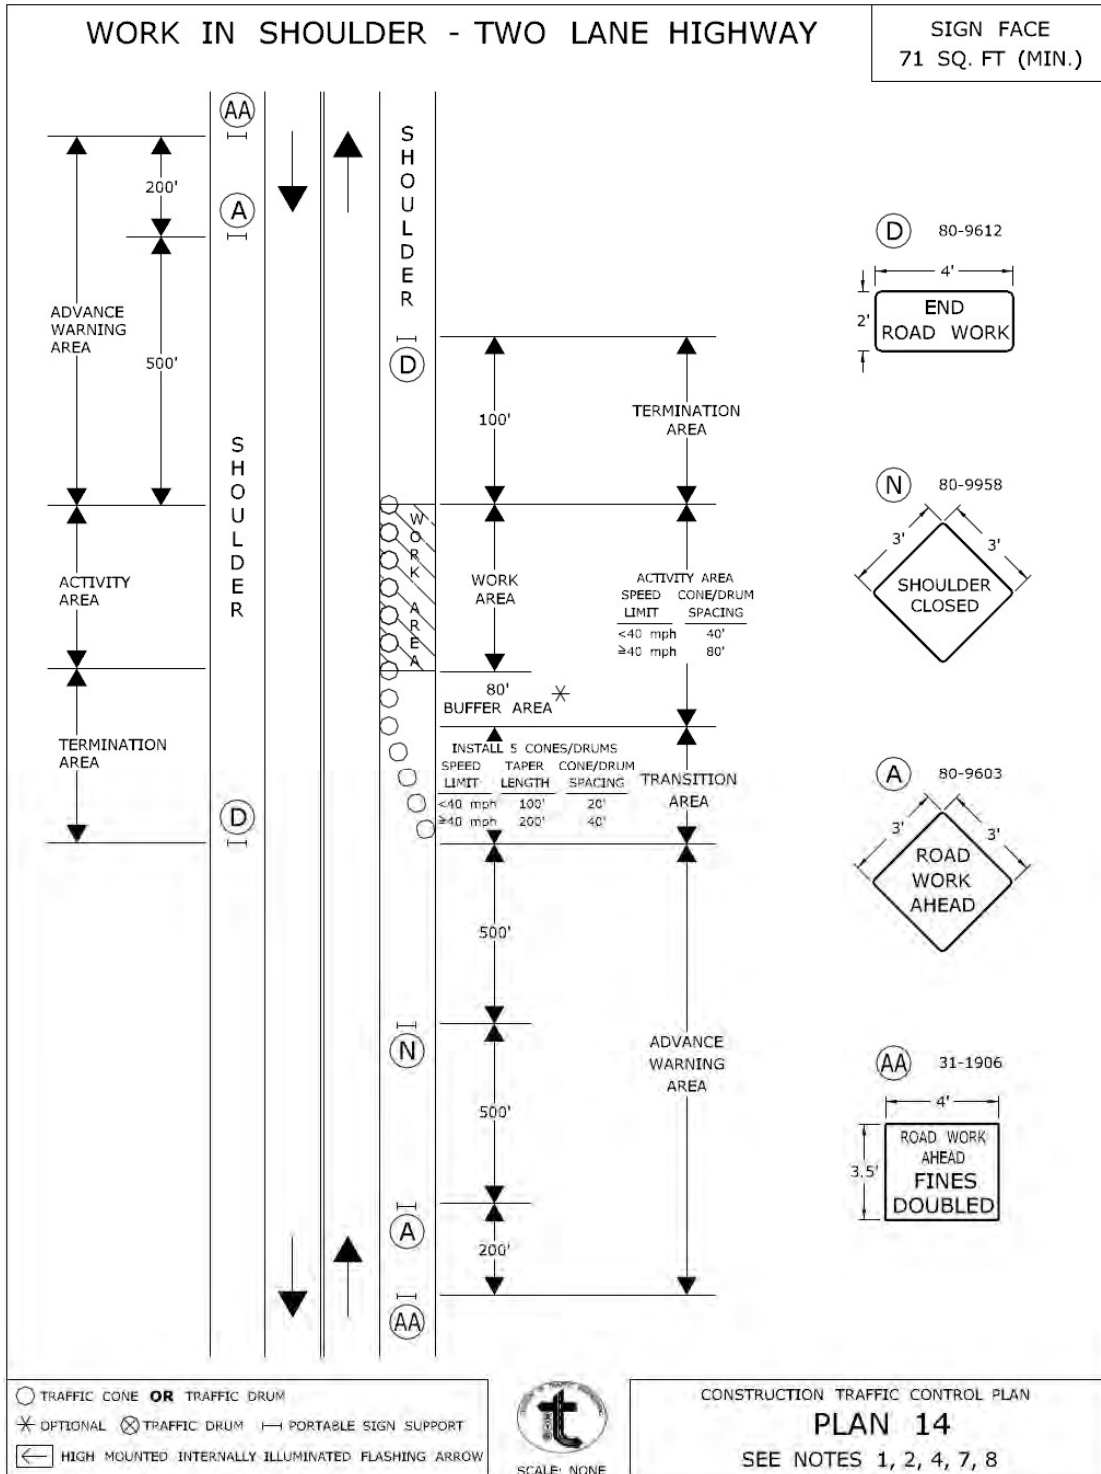 WORK IN SHOULDER - TWO LANE HIGHWAY
SIGN FACE
71 SQ. FT (MIN.)
AA
200'
A
500'
ADVANCE
WARNING
AREA
SHOULDER
ACTIVITY
AREA
TERMINATION
AREA
D
SHOULDER
D
100'
TERMINATION
AREA
WORK AREA
WORK
AREA
ACTIVITY AREA
SPEED CONE/DRUM
LIMIT SPACING
<40 mph 40'
≥40 mph 80'
80'
BUFFER AREA
INSTALL 5 CONES/DRUMS
SPEED TAPER CONE/DRUM
LIMIT LENGTH SPACING
<40 mph 100' 20'
≥40 mph 200' 40'
TRANSITION
AREA
500'
N
500'
ADVANCE
WARNING
AREA
A
200'
AA
D 80-9612
4'
2'
END
ROAD WORK
N 80-9958
3' 3'
SHOULDER
CLOSED
A 80-9603
3' 3'
ROAD
WORK
AHEAD
AA 31-1906
4'
3.5'
ROAD WORK
AHEAD
FINES
DOUBLED
TRAFFIC CONE OR TRAFFIC DRUM
OPTIONAL TRAFFIC DRUM PORTABLE SIGN SUPPORT
HIGH MOUNTED INTERNALLY ILLUMINATED FLASHING ARROW
t
SCALE: NONE
CONSTRUCTION TRAFFIC CONTROL PLAN
PLAN 14
SEE NOTES 1, 2, 4, 7, 8